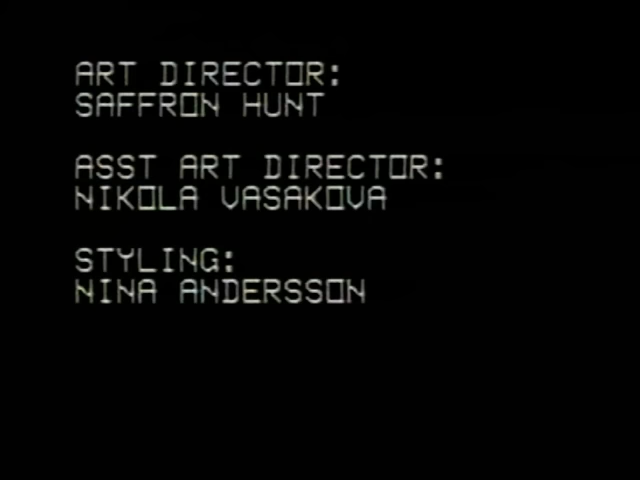 ART DIRECTOR:
SAFFRON HUNT
ASST ART DIRECTOR:
NIKOLA VASAKOVA
STYLING:
NINA ANDERSSON